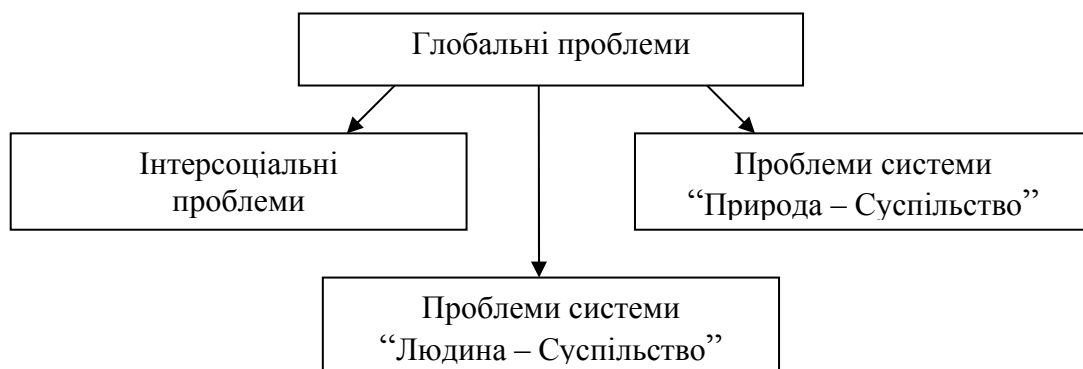 Глобальні проблеми
Інтерсоціальні
проблеми
Проблеми системи
“Природа – Суспільство”
Проблеми системи
“Людина – Суспільство”